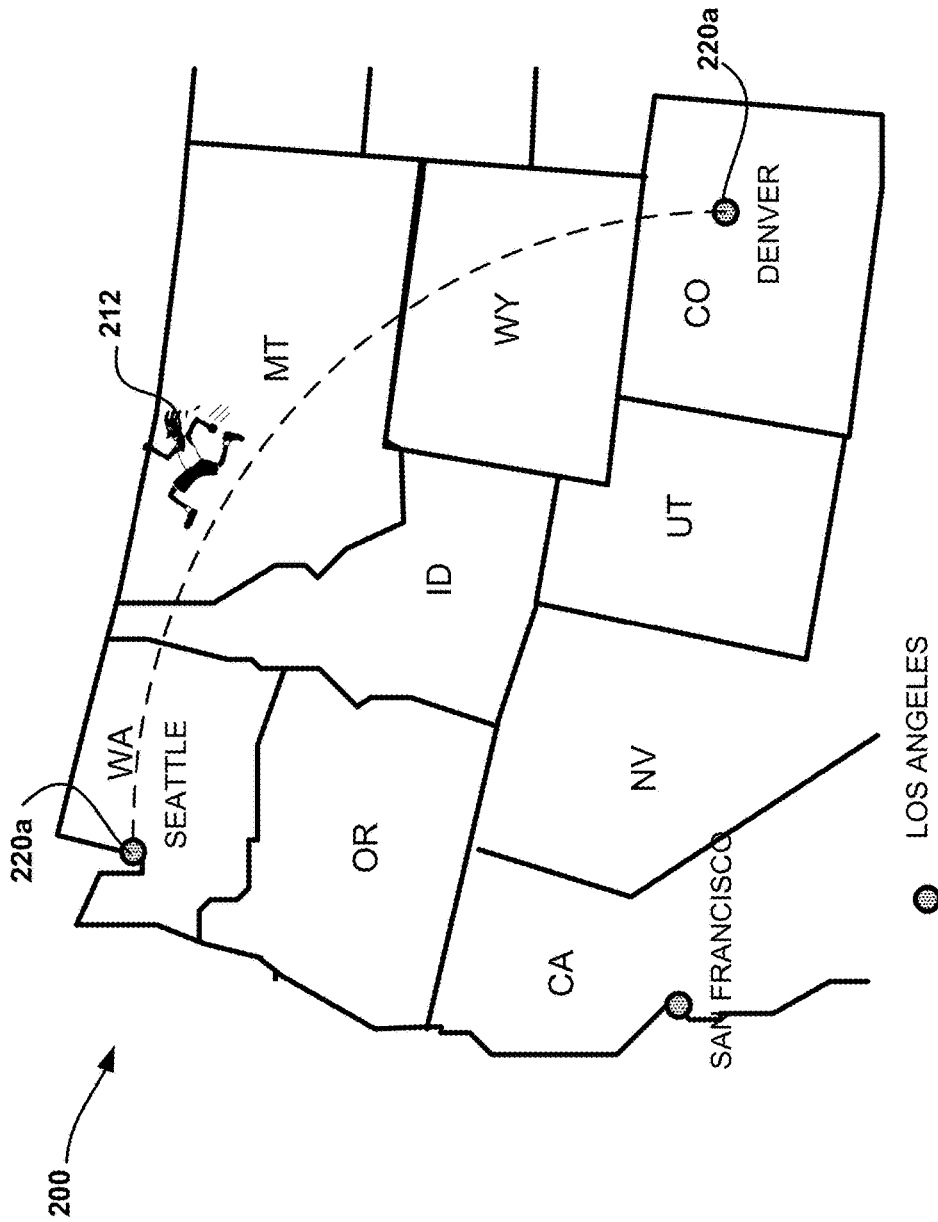 200
220a
WA
SEATTLE
212
MT
OR
ID
WY
220a
DENVER
CO
UT
NV
CA
SAN FRANCISCO
LOS ANGELES